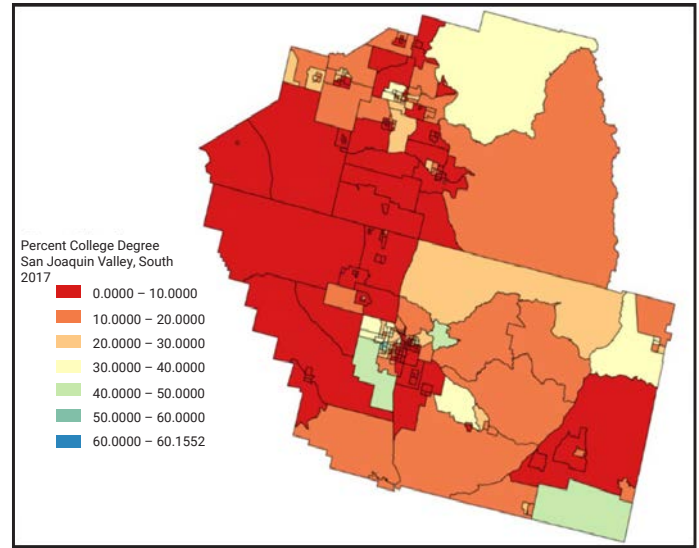 Percent College Degree
San Joaquin Valley, South
2017
0.0000 – 10.0000
10.0000 – 20.0000
20.0000 – 30.0000
30.0000 – 40.0000
40.0000 – 50.0000
50.0000 – 60.0000
60.0000 – 60.1552